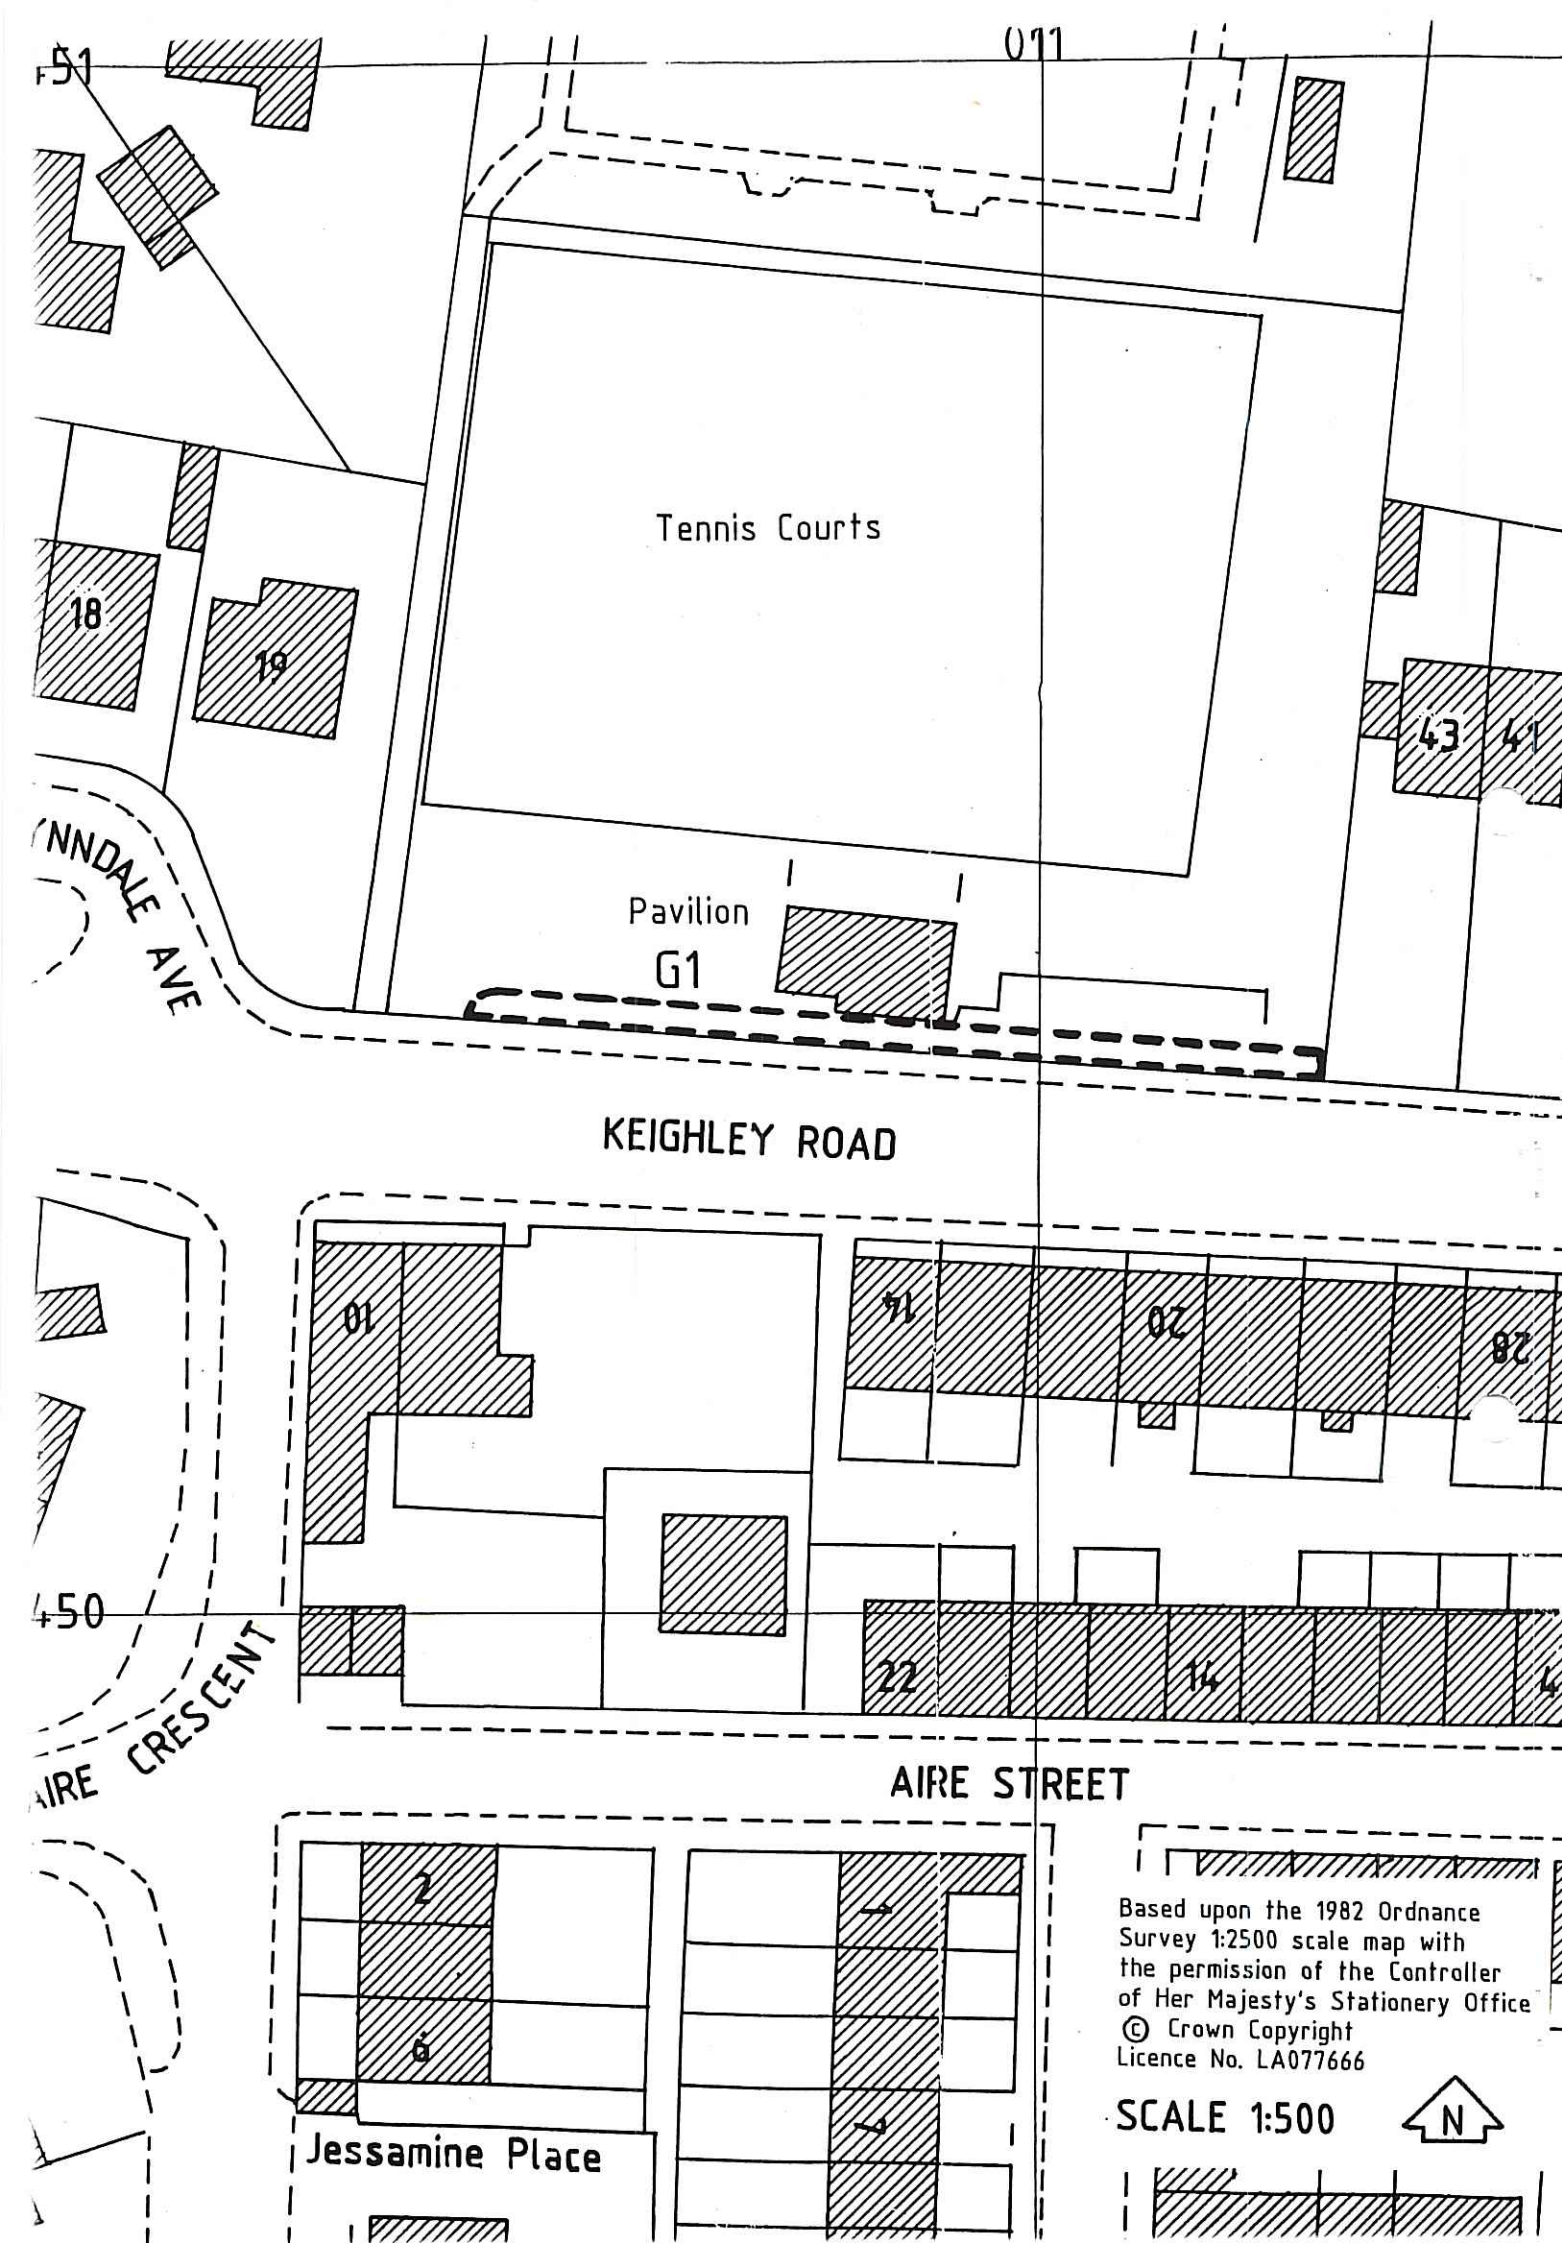 51
011
Tennis Courts
18
19
43
41
NNDALE AVE
Pavilion
G1
KEIGHLEY ROAD
10
14
20
28
450
22
14
4
AIRE CRESCENT
AIRE STREET
2
1
6
7
Based upon the 1982 Ordnance
Survey 1:2500 scale map with
the permission of the Controller
of Her Majesty's Stationery Office
© Crown Copyright
Licence No. LA077666
SCALE 1:500
N
Jessamine Place